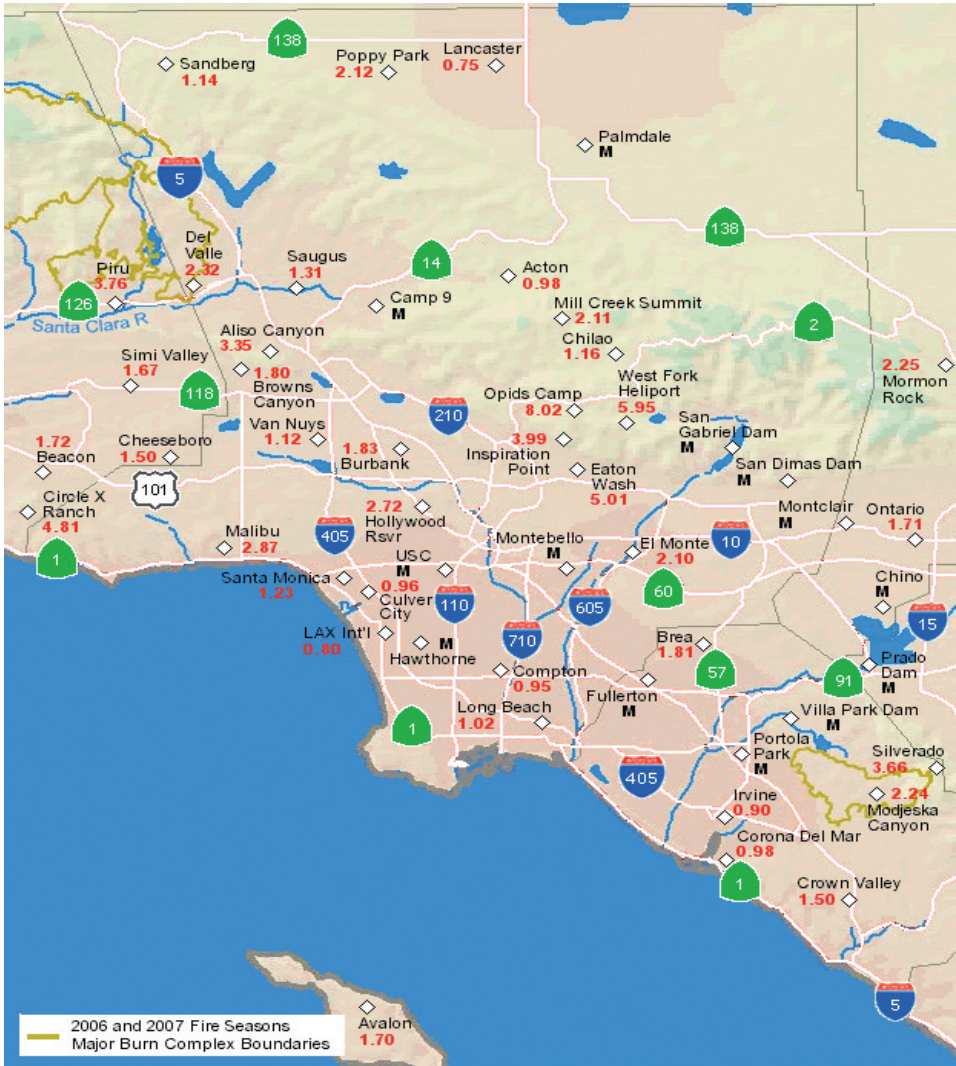 138
Sandberg
1.14
Poppy Park
2.12
Lancaster
0.75
Palmdale
M
5
138
14
Del
Valle
2.32
Piru
3.76
126
Santa Clara R
Saugus
1.31
Camp 9
M
Acton
0.98
Mill Creek Summit
2.11
2
Aliso Canyon
3.35
Chilao
1.16
Simi Valley
1.67
118
1.80
Browns
Canyon
2.25
Mormon
Rock
West Fork
Heliport
5.95
Opids Camp
8.02
210
San
Gabriel Dam
M
Van Nuys
1.12
1.83
Burbank
3.99
Inspiration
Point
1.72
Beacon
Cheeseboro
1.50
101
San Dimas Dam
M
Eaton
Wash
5.01
Circle X
Ranch
4.81
2.72
Hollywood
Rsvr
Montclair
M
Ontario
1.71
1
Malibu
2.87
405
Montebello
M
El Monte
2.10
10
USC
M
Santa Monica
1.23
0.96
Culver
City
110
605
60
Chino
M
15
LAX Int'l
0.80
M
Hawthorne
710
Brea
1.81
57
91
Prado
Dam
M
Compton
0.95
Fullerton
M
Long Beach
1.02
1
Villa Park Dam
M
Portola
Park
M
Silverado
3.66
405
2.24
Modjeska
Canyon
Irvine
0.90
Corona Del Mar
0.98
1
Crown Valley
1.50
5
Avalon
1.70
2006 and 2007 Fire Seasons
Major Burn Complex Boundaries